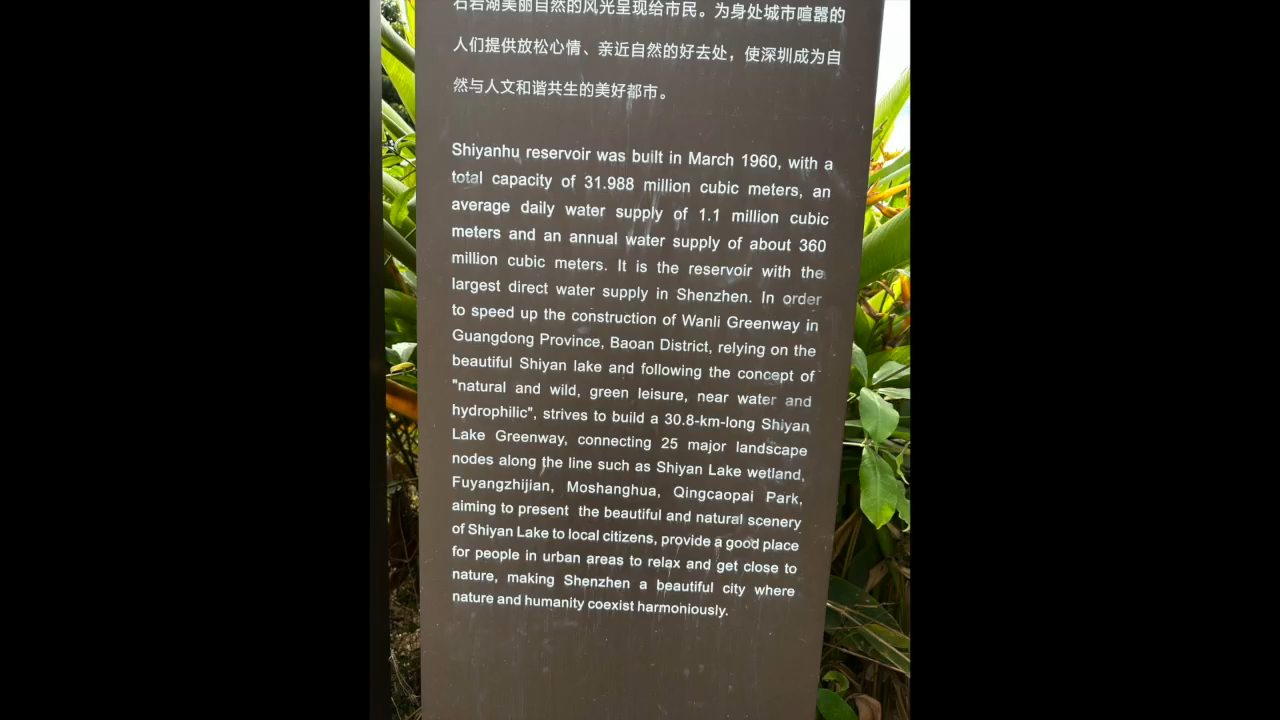 石岩湖美丽自然的风光呈现给市民。为身处城市喧嚣的
人们提供放松心情、亲近自然的好去处，使深圳成为自
然与人文和谐共生的美好都市。
Shiyanhu reservoir was built in March 1960, with a
total capacity of 31.988 million cubic meters, an
average daily water supply of 1.1 million cubic
meters and an annual water supply of about 360
million cubic meters. It is the reservoir with the
largest direct water supply in Shenzhen. In order
to speed up the construction of Wanli Greenway in
Guangdong Province, Baoan District, relying on the
beautiful Shiyan lake and following the concept of
"natural and wild, green leisure, near water and
hydrophilic", strives to build a 30.8-km-long Shiyan
Lake Greenway, connecting 25 major landscape
nodes along the line such as Shiyan Lake wetland,
Fuyangzhijian, Moshanghua, Qingcaopai Park,
aiming to present the beautiful and natural scenery
of Shiyan Lake to local citizens, provide a good place
for people in urban areas to relax and get close to
nature, making Shenzhen a beautiful city where
nature and humanity coexist harmoniously.